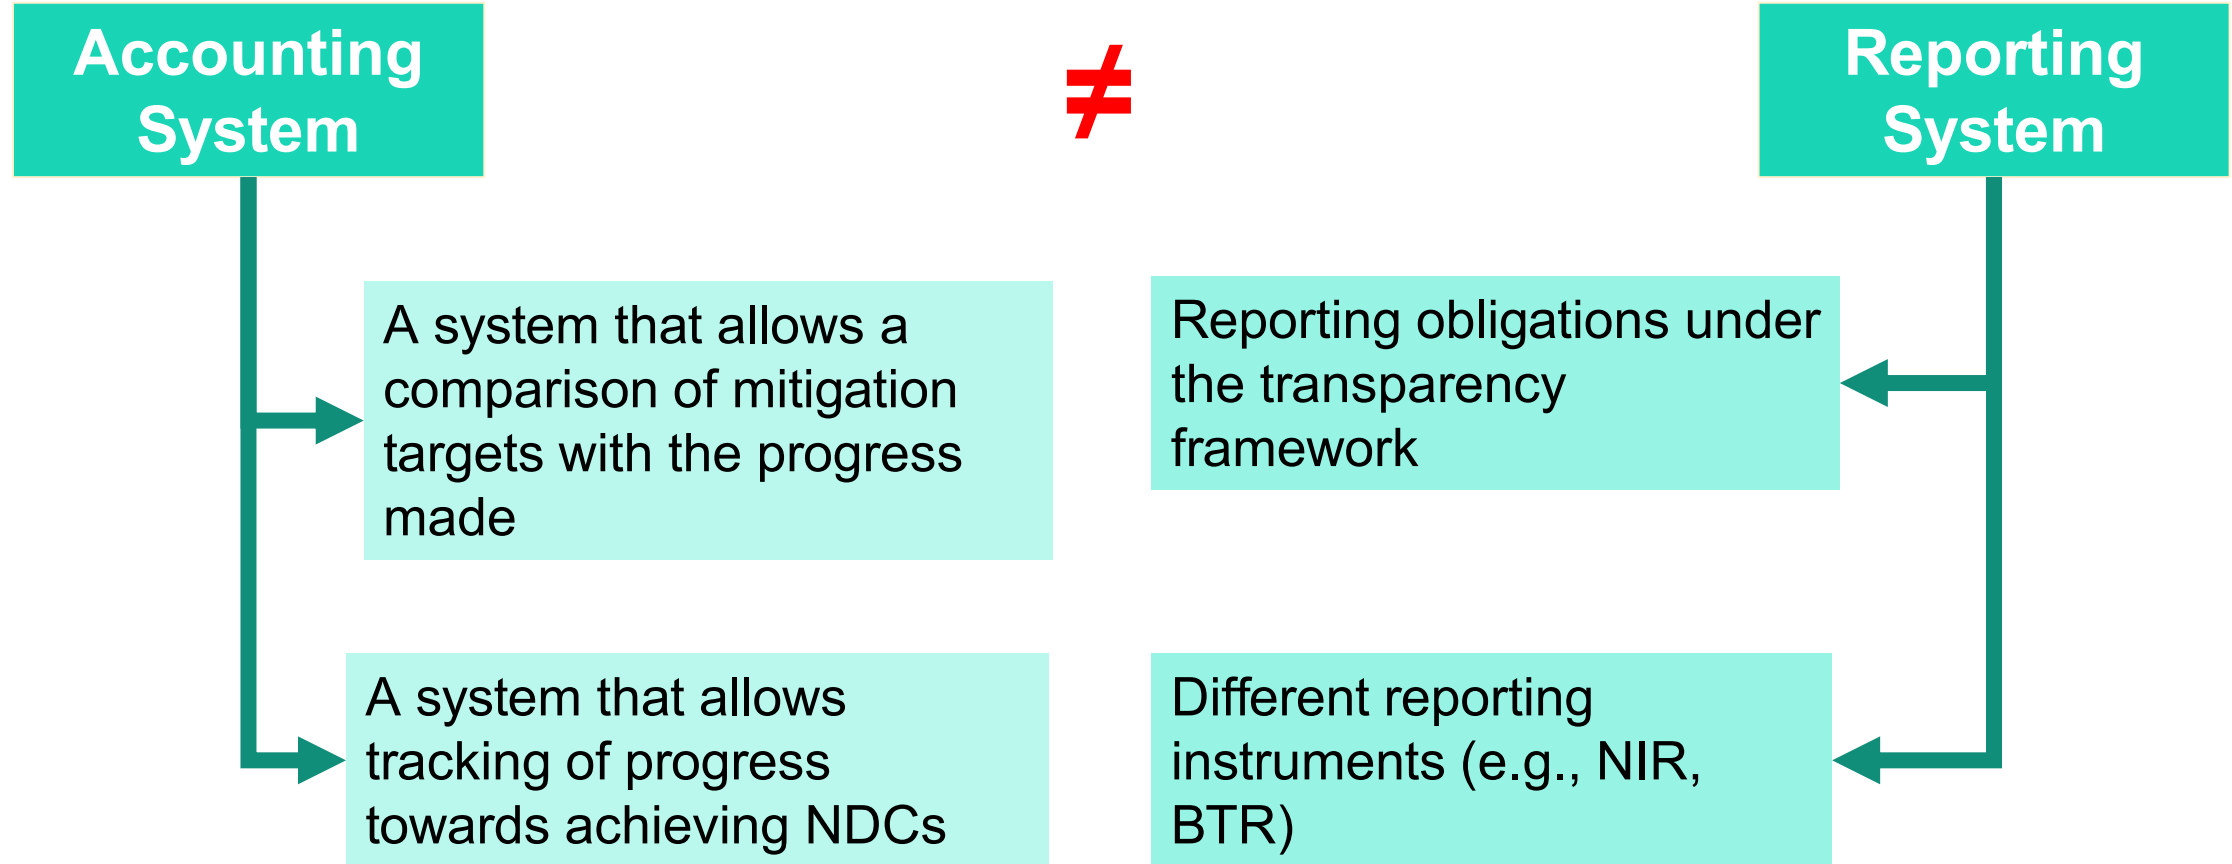 Accounting
System
≠
Reporting
System
A system that allows a
comparison of mitigation
targets with the progress
made
Reporting obligations under
the transparency
framework
A system that allows
tracking of progress
towards achieving NDCs
Different reporting
instruments (e.g., NIR,
BTR)